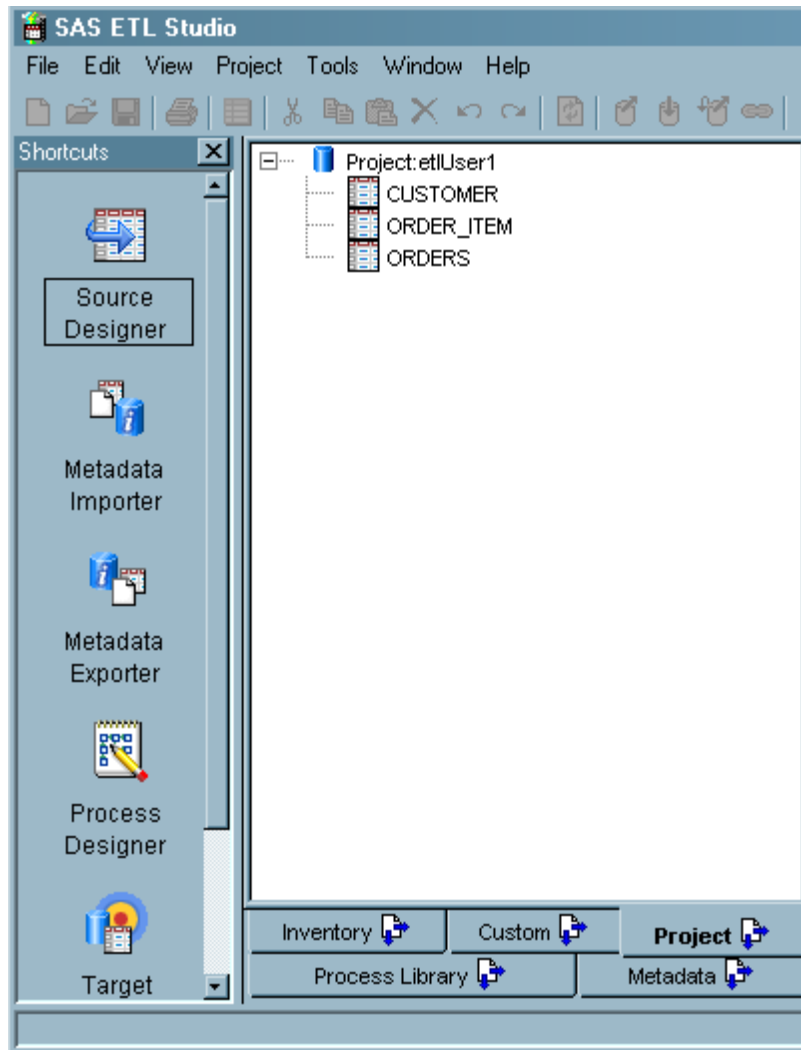 SAS ETL Studio
File Edit View Project Tools Window Help
Shortcuts
Source
Designer
Metadata
Importer
Metadata
Exporter
Process
Designer
Target
Project:etlUser1
CUSTOMER
ORDER_ITEM
ORDERS
Inventory Custom Project
Process Library Metadata